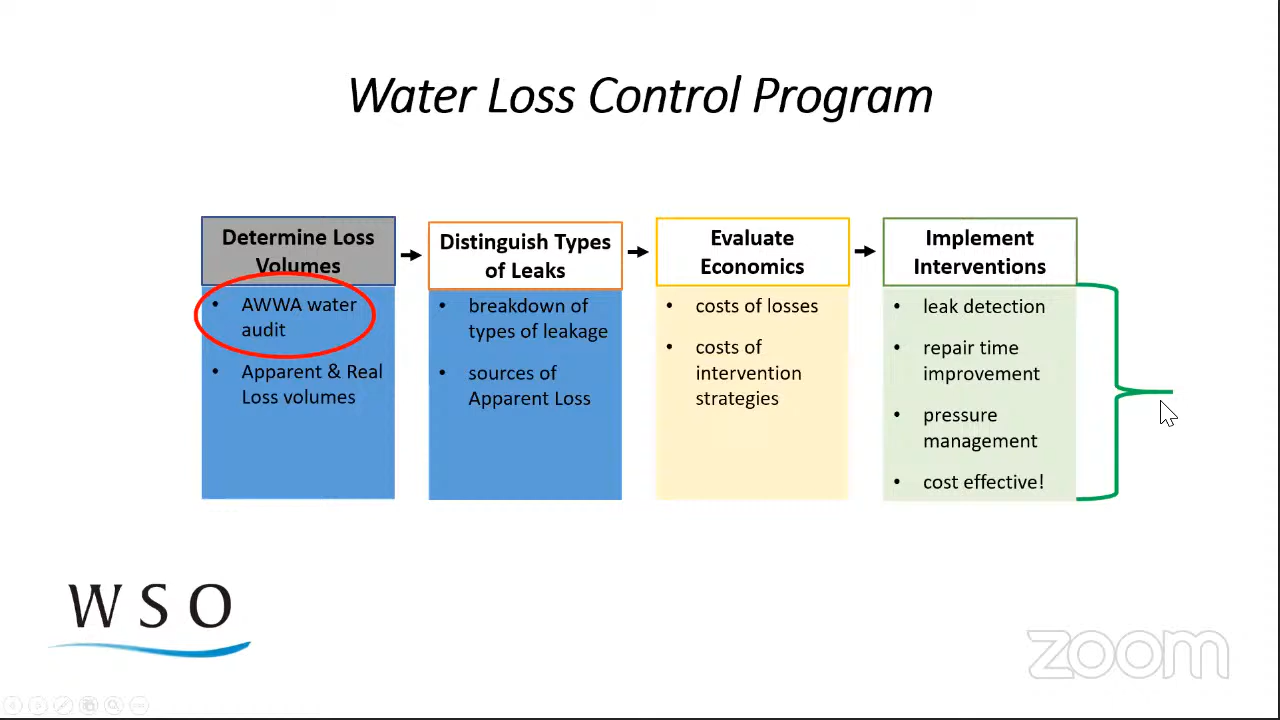 Water Loss Control Program
Determine Loss
Volumes
• AWWA water
audit
• Apparent & Real
Loss volumes
Distinguish Types
of Leaks
• breakdown of
types of leakage
• sources of
Apparent Loss
Evaluate
Economics
• costs of losses
• costs of
intervention
strategies
Implement
Interventions
• leak detection
• repair time
improvement
• pressure
management
• cost effective!
WSO
zoom